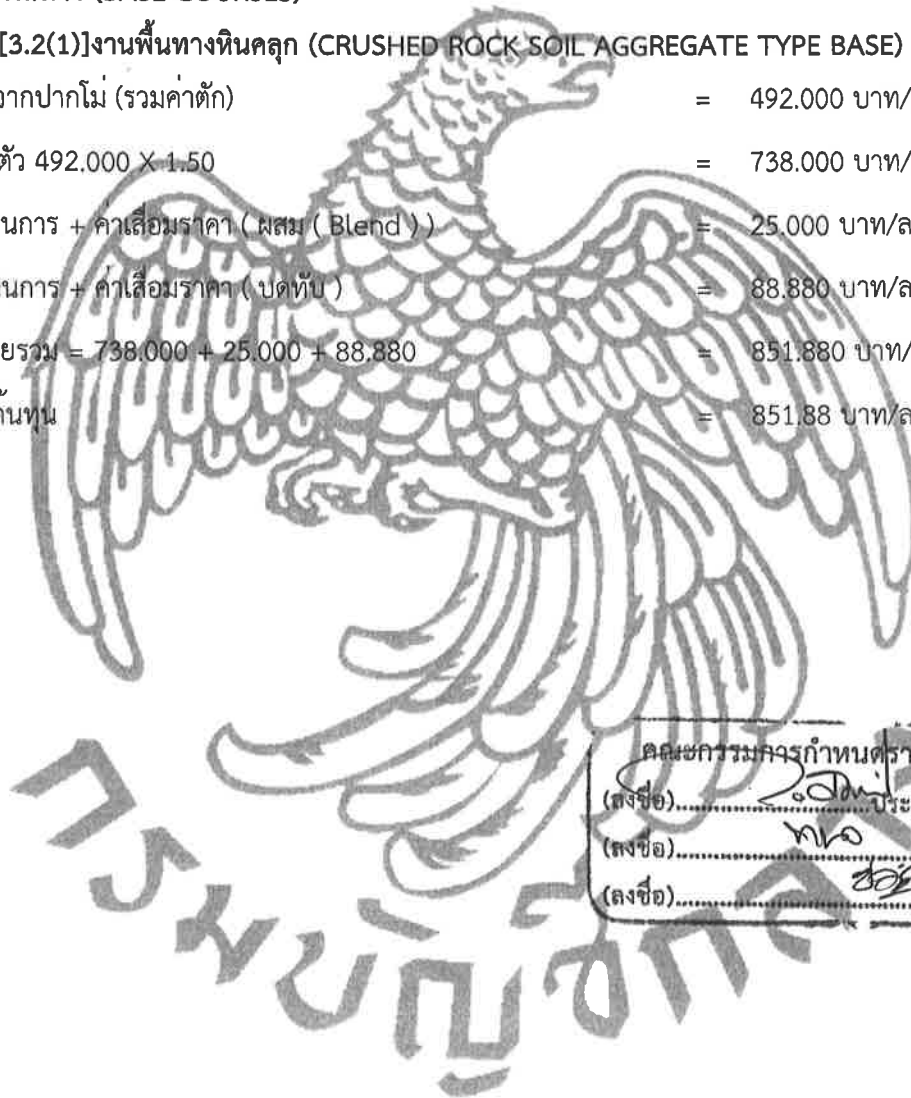 (BASE COURSES)
[3.2(1)]งานพื้นทางหินคลุก (CRUSHED ROCK SOIL AGGREGATE TYPE BASE)
จากปากโม่ (รวมค่าตัก) = 492.000 บาท/
ตัว 492.000 X 1.50 = 738.000 บาท/
นการ + ค่าเสื่อมราคา ( ผสม ( Blend ) ) = 25.000 บาท/ล
นการ + ค่าเสื่อมราคา ( บดทับ ) = 88.880 บาท/ล
ยรวม = 738.000 + 25.000 + 88.880 = 851.880 บาท/
ต้นทุน = 851.88 บาท/ล
คณะกรรมการกำหนดรา
(ลงชื่อ)....................ประ
(ลงชื่อ)....................
(ลงชื่อ)....................
กรมบัญชีกลาง